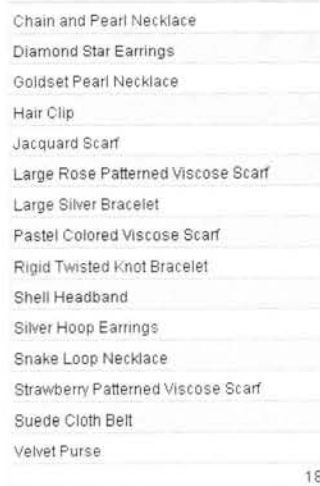 Chain and Pearl Necklace
Diamond Star Earrings
Goldset Pearl Necklace
Hair Clip
Jacquard Scarf
Large Rose Patterned Viscose Scarf
Large Silver Bracelet
Pastel Colored Viscose Scarf
Rigid Twisted Knot Bracelet
Shell Headband
Silver Hoop Earrings
Snake Loop Necklace
Strawberry Patterned Viscose Scarf
Suede Cloth Belt
Velvet Purse
18